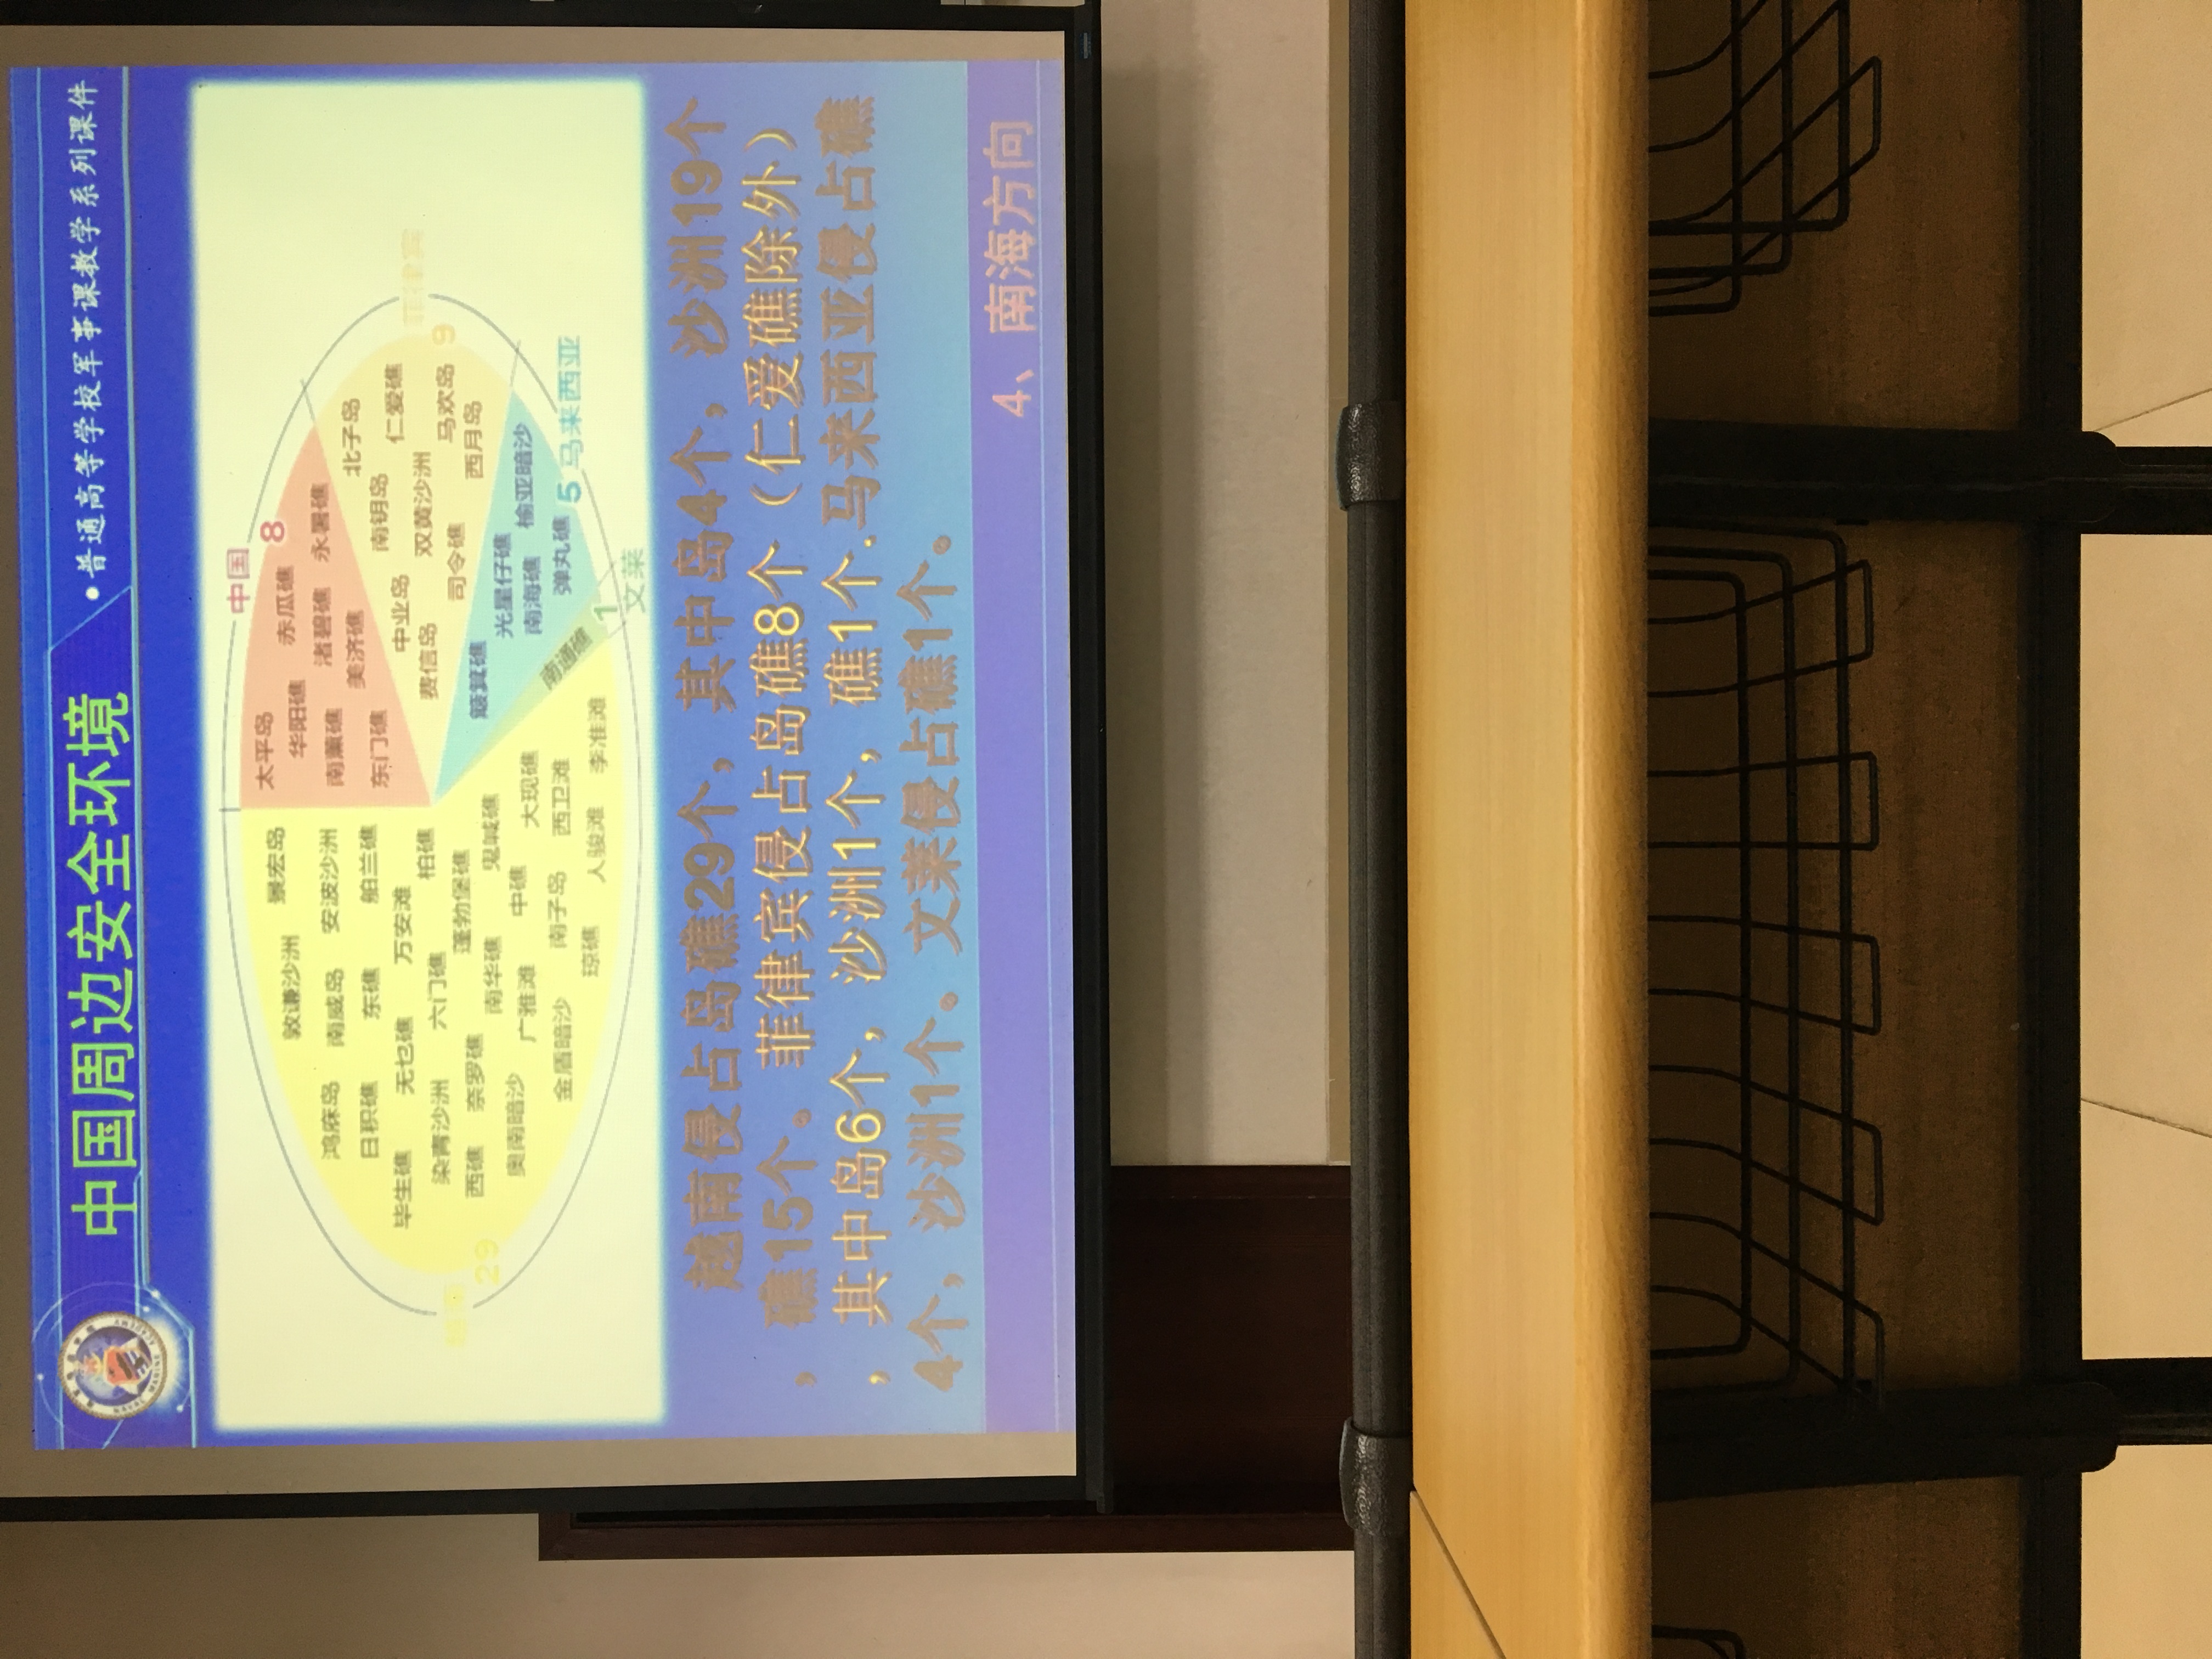 中国周边安全环境
•普通高等学校军事课教学系列课件
MARINE ACADEMY
中国
8
太平岛
赤瓜礁
华阳礁
渚碧礁 永暑礁
南薰礁
美济礁
东门礁
北子岛
南钥岛
仁爱礁
中业岛
双黄沙洲
费信岛
马欢岛
司令礁
西月岛
菲律宾
9
簸箕礁
光星仔礁
南海礁 榆亚暗沙
弹丸礁
5 马来西亚
南通礁
1
文莱
景宏岛
敦谦沙洲
鸿庥岛 南威岛 安波沙洲
日积礁 东礁 舶兰礁
毕生礁 无乜礁 万安滩
柏礁
染青沙洲 六门礁
蓬勃堡礁
西礁 奈罗礁
南华礁 鬼喊礁
奥南暗沙 广雅滩 中礁 大现礁
金盾暗沙 南子岛 西卫滩
琼礁 人骏滩 李准滩
越南
29
越南侵占岛礁29个，其中岛4个，沙洲19个
，礁15个。菲律宾侵占岛礁8个（仁爱礁除外）
，其中岛6个，沙洲1个，礁1个.马来西亚侵占礁
4个，沙洲1个。文莱侵占礁1个。
4、南海方向